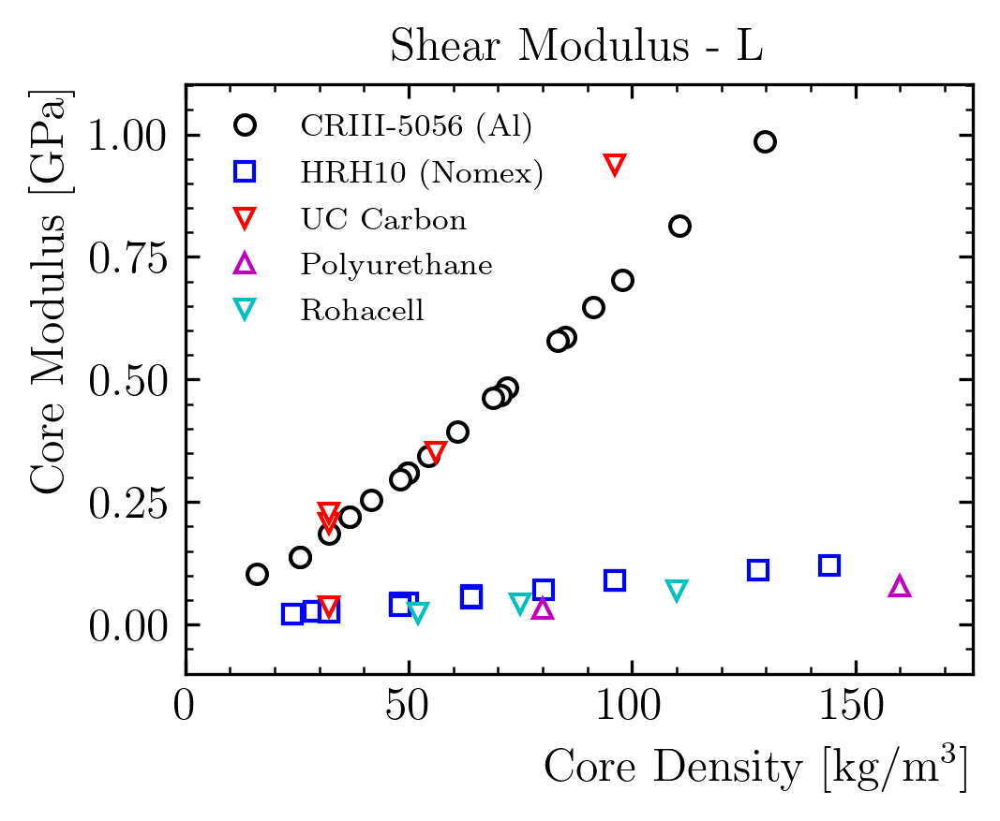 Shear Modulus - L
Core Modulus [GPa]
1.00
0.75
0.50
0.25
0.00
CRIII-5056 (Al)
HRH10 (Nomex)
UC Carbon
Polyurethane
Rohacell
0 50 100 150
Core Density [kg/m³]